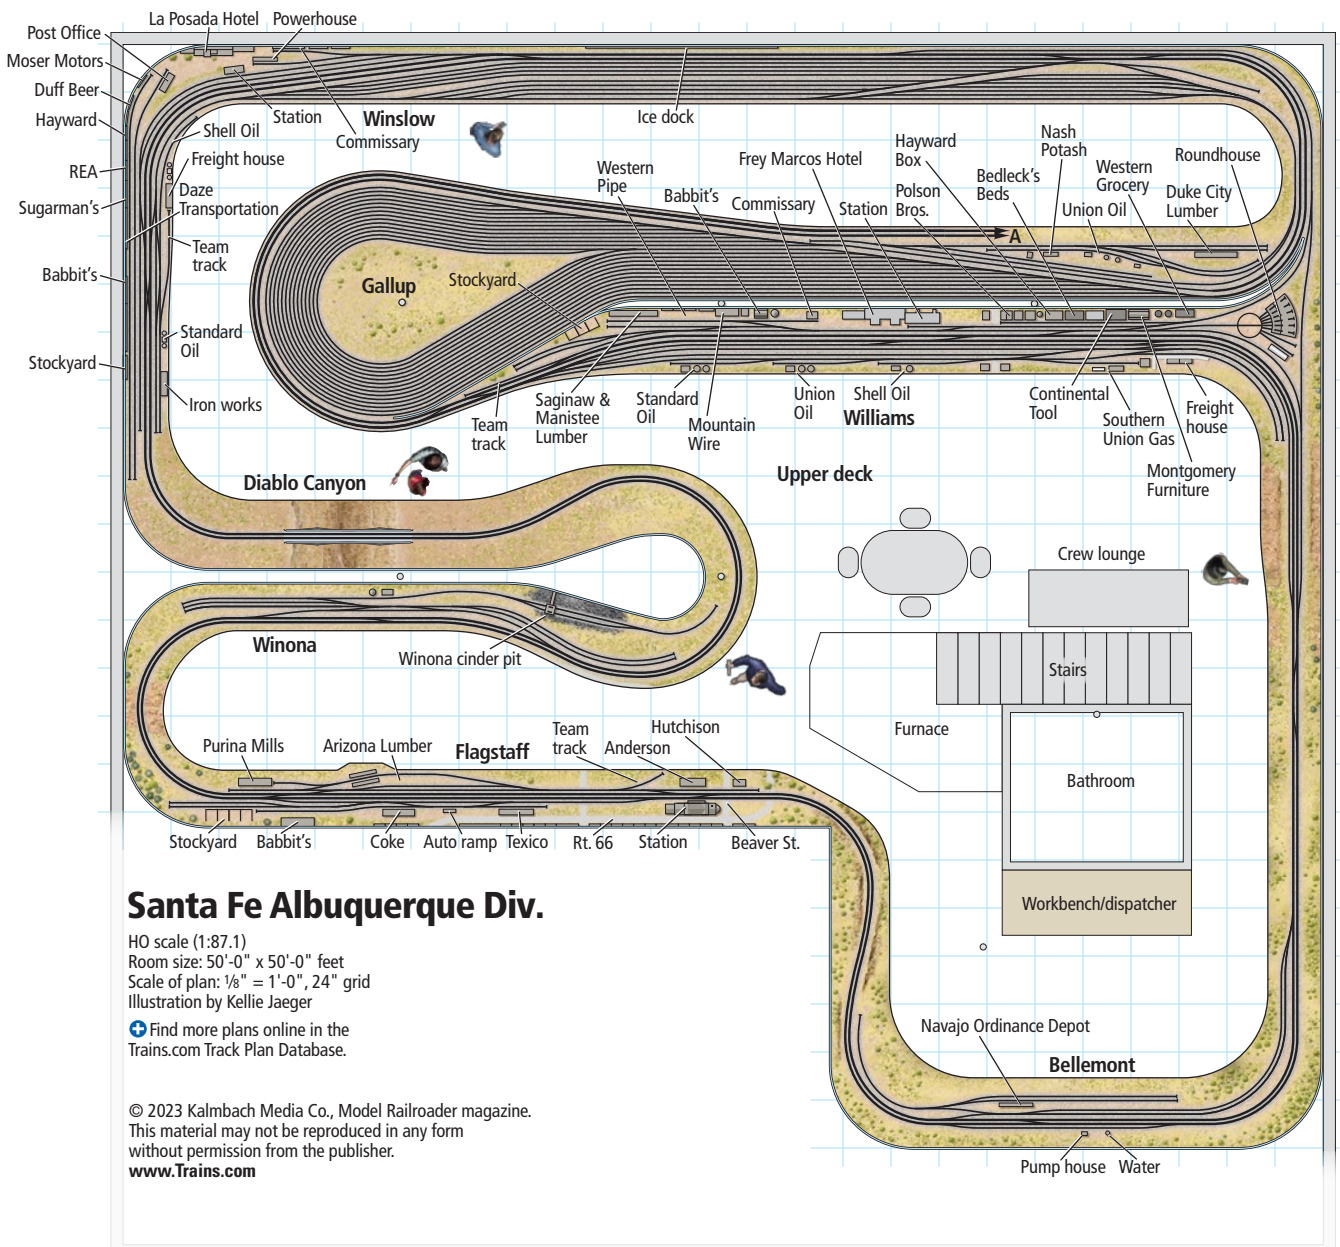 La Posada Hotel
Powerhouse
Post Office
Moser Motors
Duff Beer
Hayward
REA
Sugarman's
Babbit's
Stockyard
Station
Winslow
Commissary
Ice dock
Shell Oil
Freight house
Daze
Transportation
Team
track
Standard
Oil
Iron works
Gallup
Stockyard
Western
Pipe
Babbit's
Commissary
Frey Marcos Hotel
Station
Hayward
Box
Polson
Bros.
Bedleck's
Beds
Nash
Potash
Union Oil
Western
Grocery
Duke City
Lumber
Roundhouse
A
Team
track
Saginaw &
Manistee
Lumber
Standard
Oil
Mountain
Wire
Union
Oil
Shell Oil
Williams
Continental
Tool
Southern
Union Gas
Freight
house
Montgomery
Furniture
Diablo Canyon
Upper deck
Crew lounge
Stairs
Furnace
Bathroom
Workbench/dispatcher
Winona
Winona cinder pit
Purina Mills
Arizona Lumber
Flagstaff
Team
track
Anderson
Hutchison
Stockyard
Babbit's
Coke
Auto ramp
Texico
Rt. 66
Station
Beaver St.
Navajo Ordinance Depot
Bellemont
Pump house
Water
Santa Fe Albuquerque Div.
HO scale (1:87.1)
Room size: 50'-0" x 50'-0" feet
Scale of plan: ⅛" = 1'-0", 24" grid
Illustration by Kellie Jaeger
Find more plans online in the
Trains.com Track Plan Database.
© 2023 Kalmbach Media Co., Model Railroader magazine.
This material may not be reproduced in any form
without permission from the publisher.
www.Trains.com